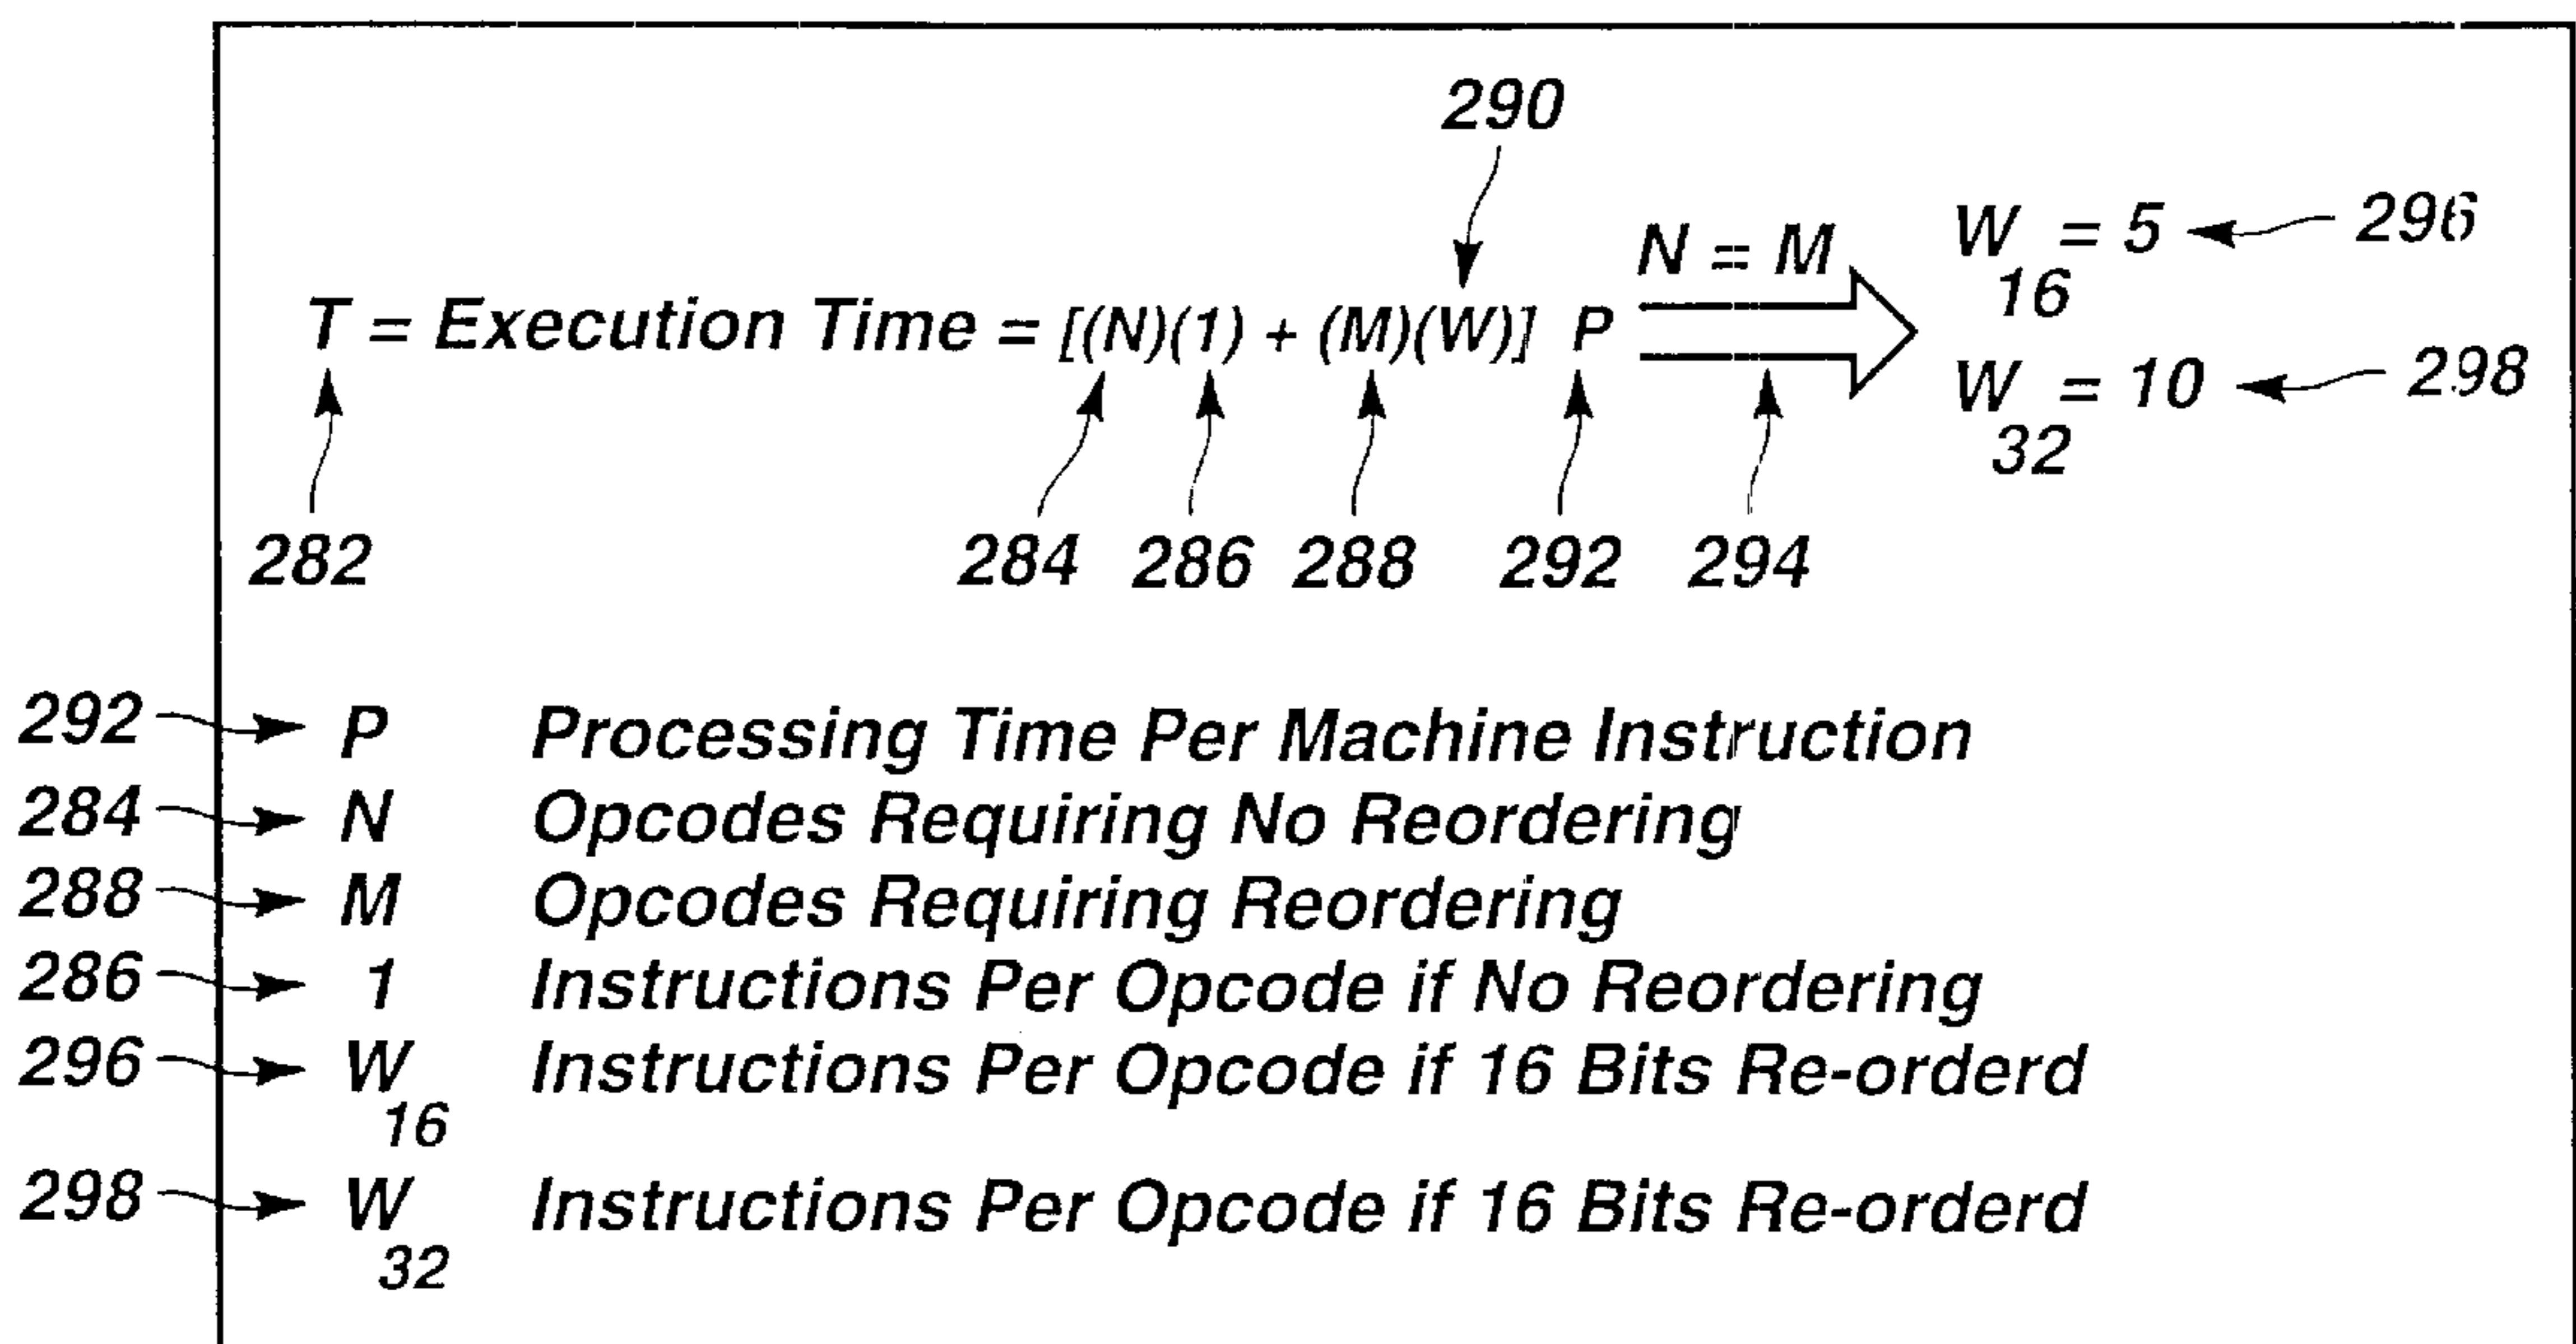 290
N = M
W16 = 5 296
T = Execution Time = [(N)(1) + (M)(W)] P
W32 = 10 298
282 284 286 288 292 294
292 P Processing Time Per Machine Instruction
284 N Opcodes Requiring No Reordering
288 M Opcodes Requiring Reordering
286 1 Instructions Per Opcode if No Reordering
296 W16 Instructions Per Opcode if 16 Bits Re-orderd
298 W32 Instructions Per Opcode if 16 Bits Re-orderd